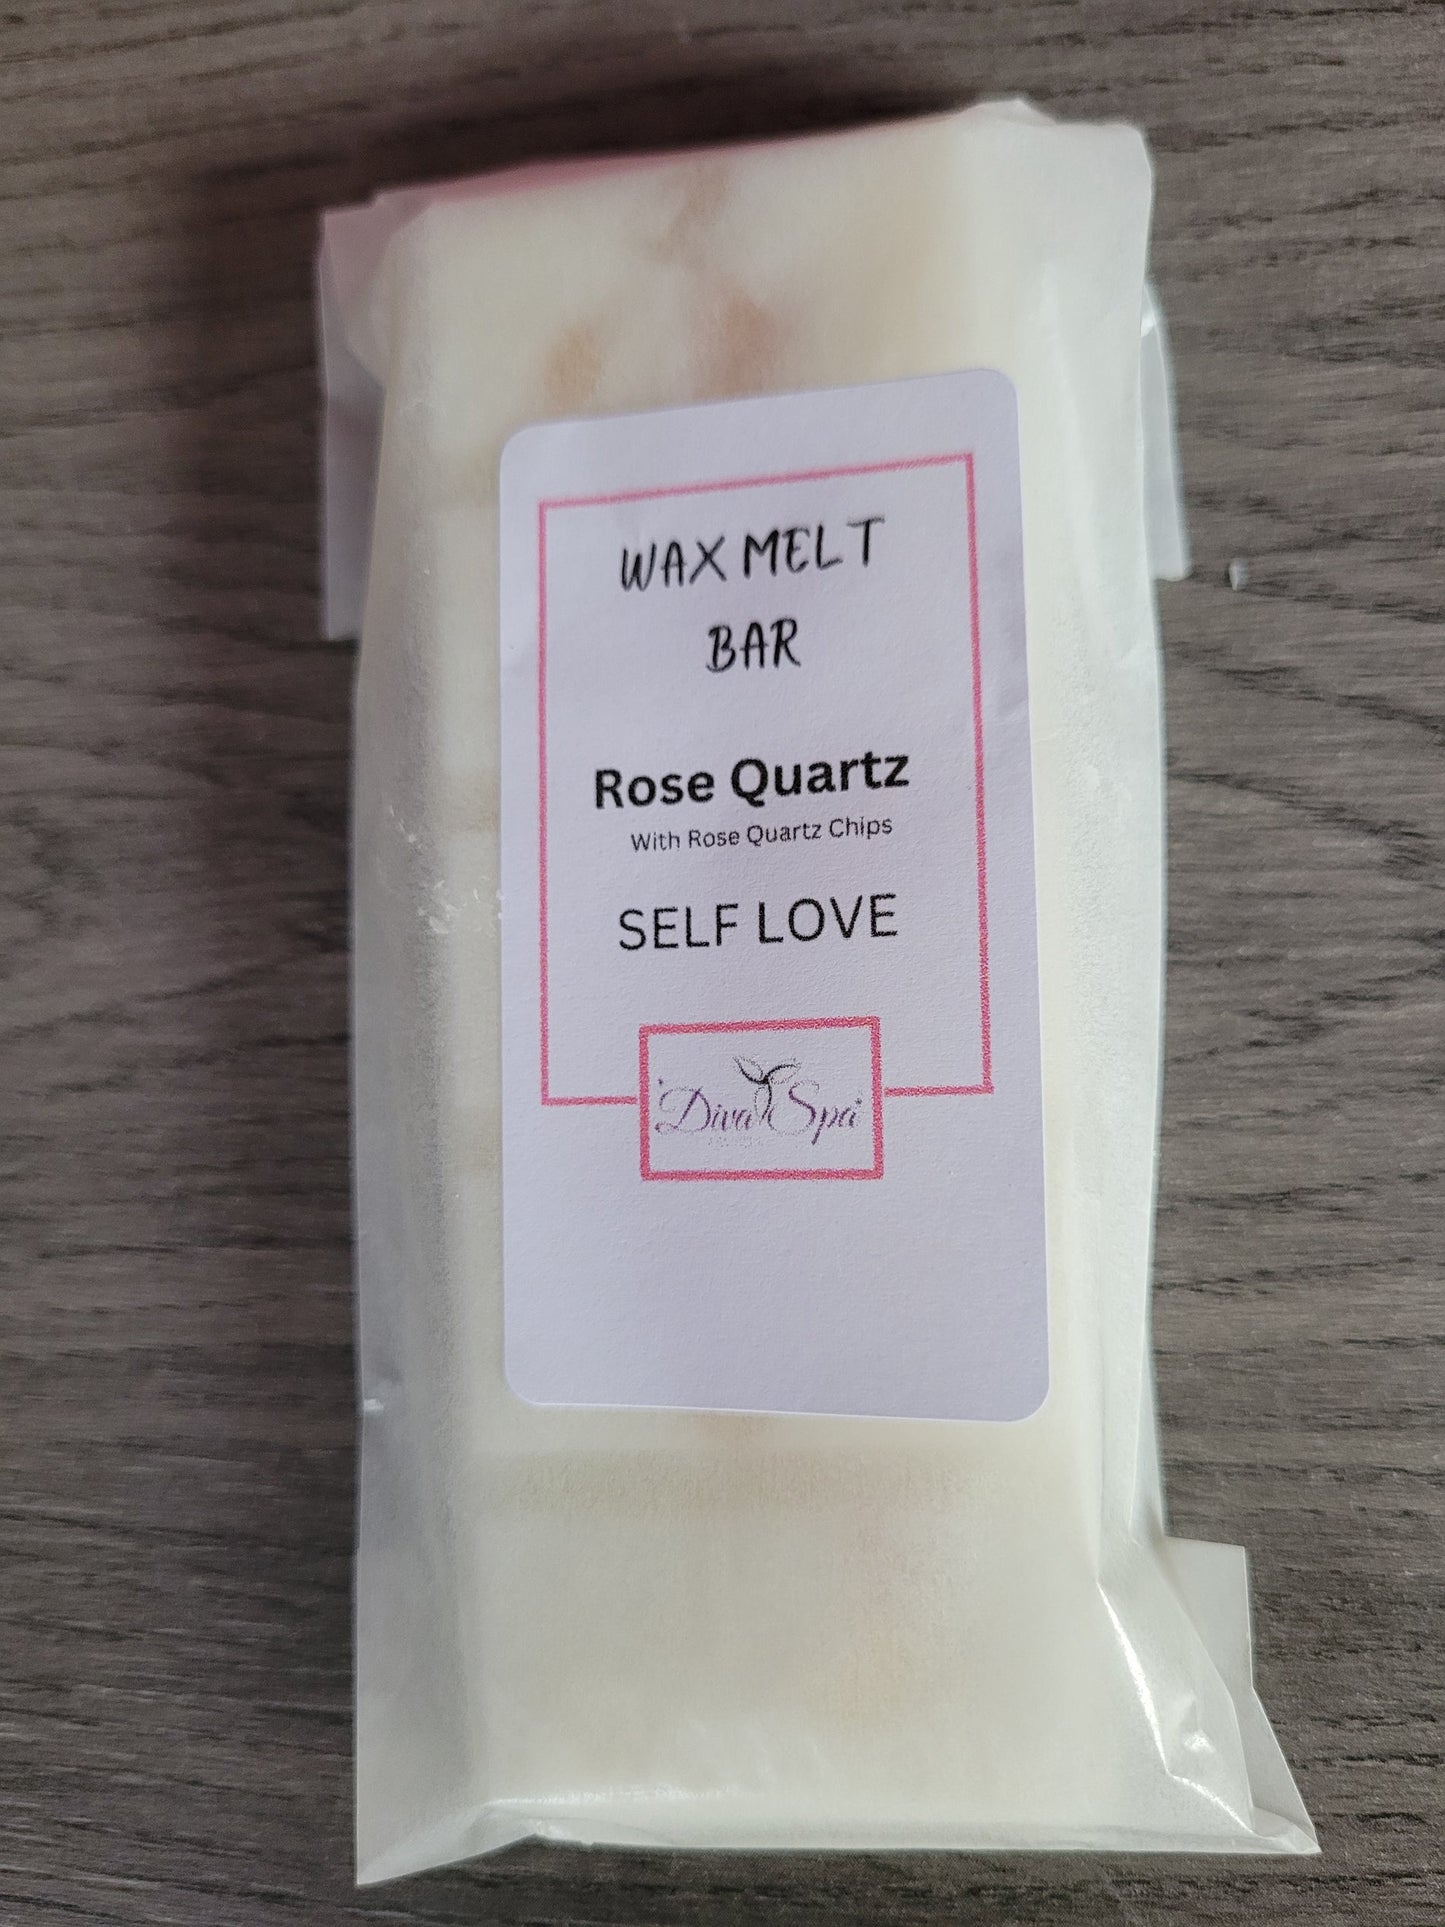 WAX MELT
BAR
Rose Quartz
With Rose Quartz Chips
SELF LOVE
Diva Spa